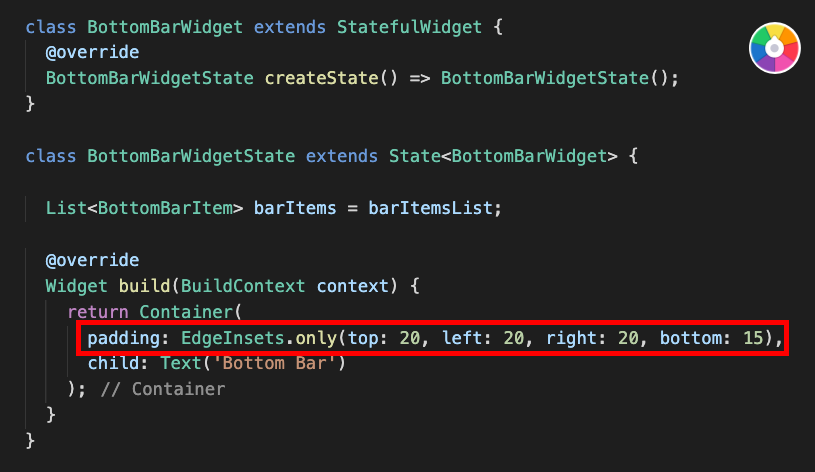 class BottomBarWidget extends StatefulWidget {
@override
BottomBarWidgetState createState() => BottomBarWidgetState();
}
class BottomBarWidgetState extends State<BottomBarWidget> {
List<BottomBarItem> barItems = barItemsList;
@override
Widget build(BuildContext context) {
return Container(
padding: EdgeInsets.only(top: 20, left: 20, right: 20, bottom: 15),
child: Text('Bottom Bar')
); // Container
}
}